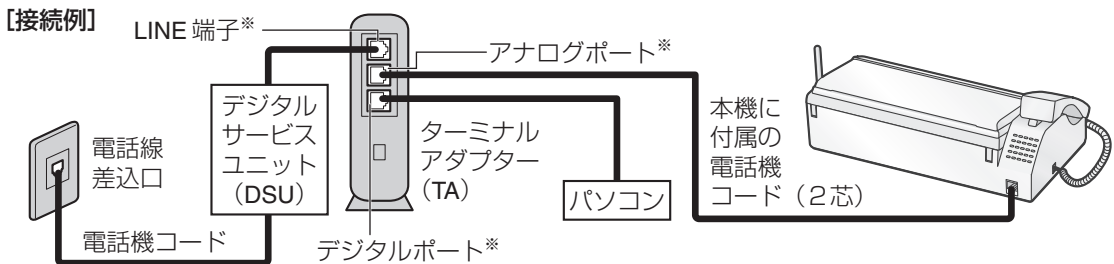 [接続例]
LINE 端子※
アナログポート※
デジタル
サービス
ユニット
（DSU）
ターミナル
アダプター
（TA）
本機に
付属の
電話機
コード（２芯）
電話線
差込口
パソコン
電話機コード
デジタルポート※